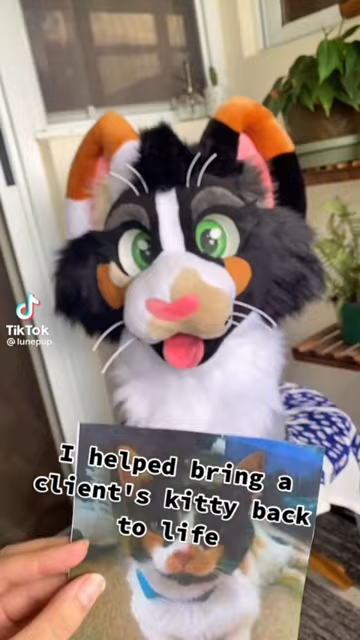 TikTok
@lunepup
I helped bring a
client's kitty back
to life